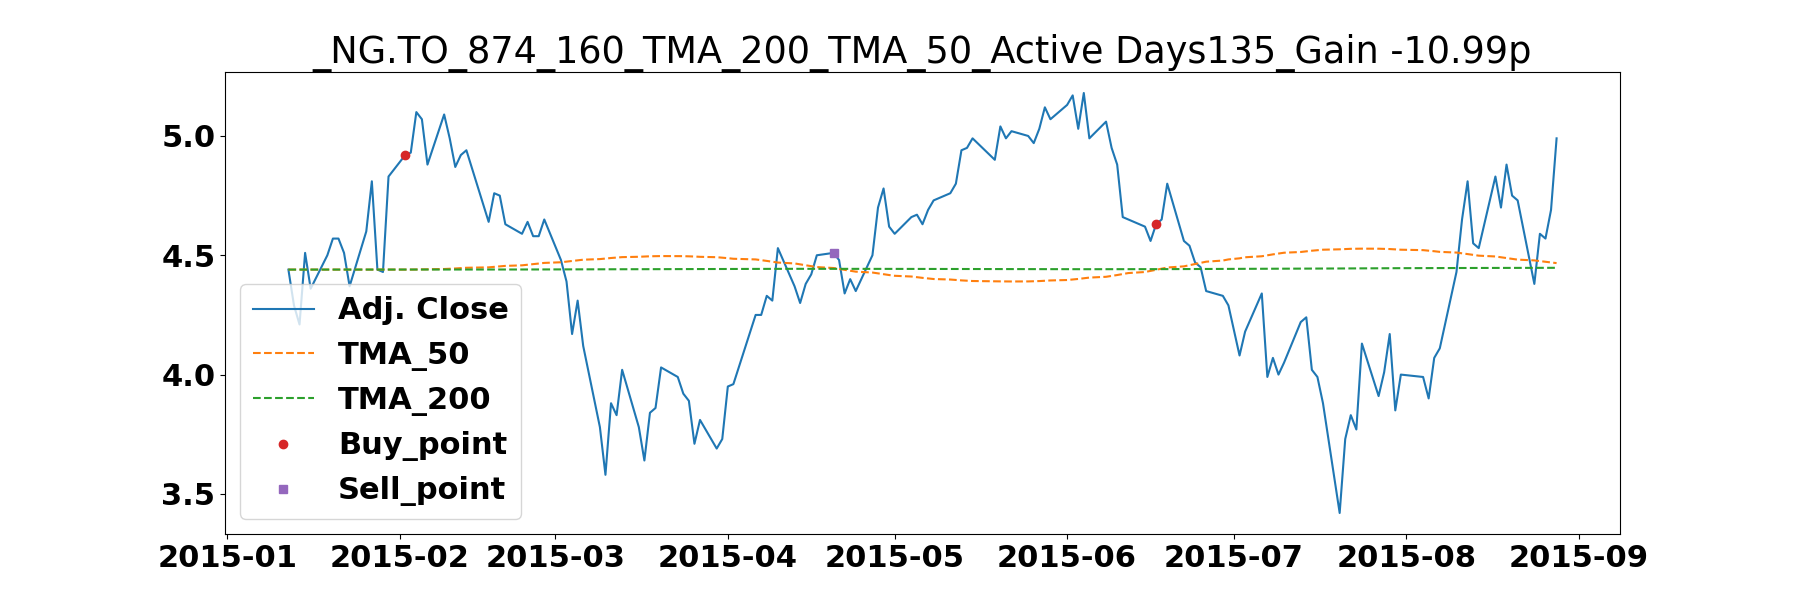 _NG.TO_874_160_TMA_200_TMA_50_Active Days135_Gain -10.99p
5.0
4.5
4.0
3.5
Adj. Close
TMA_50
TMA_200
Buy_point
Sell_point
2015-01 2015-02 2015-03 2015-04 2015-05 2015-06 2015-07 2015-08 2015-09